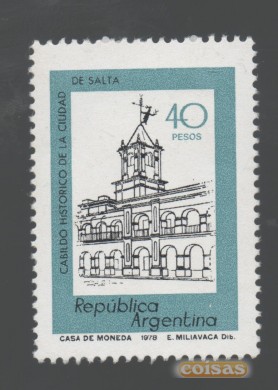 CABILDO HISTORICO DE LA CIUDAD
DE SALTA
40
PESOS
República
Argentina
CASA DE MONEDA 1978 E. MILIAVACA Dib.
coisas